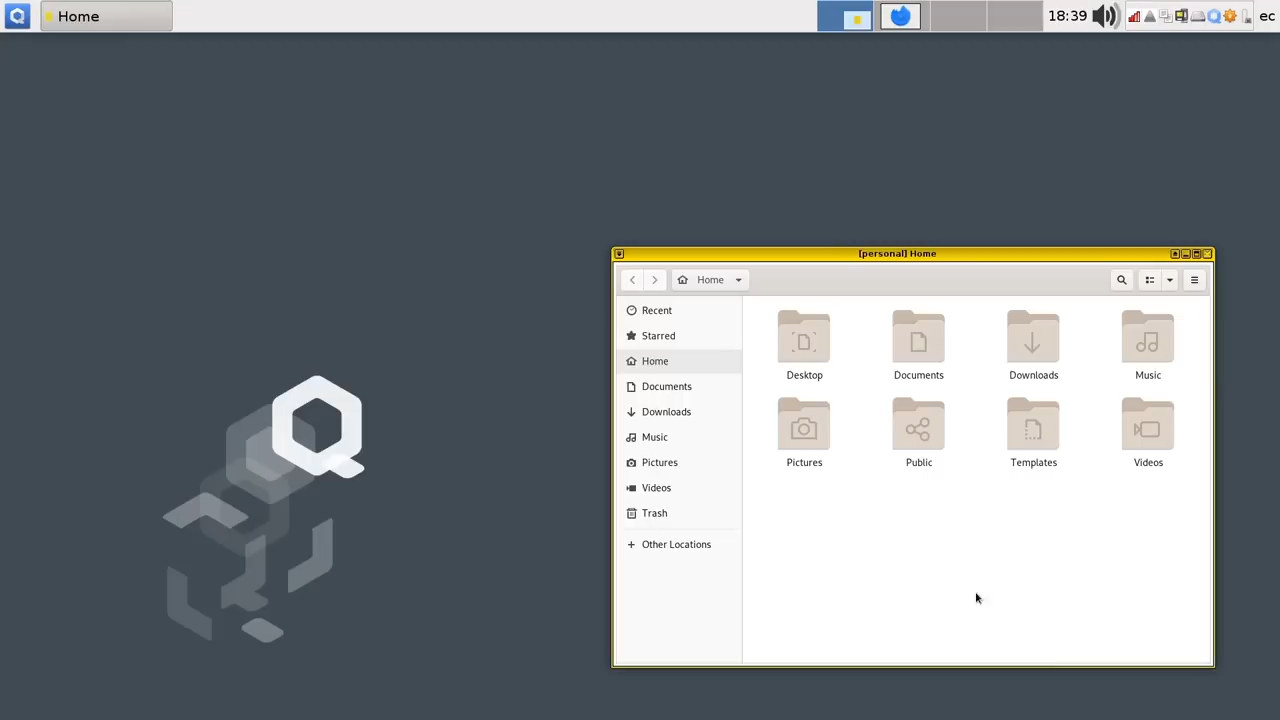 Home
18:39
ec
[personal] Home
Home
Recent
Starred
Home
Documents
Downloads
Music
Pictures
Videos
Trash
Other Locations
Desktop
Documents
Downloads
Music
Pictures
Public
Templates
Videos